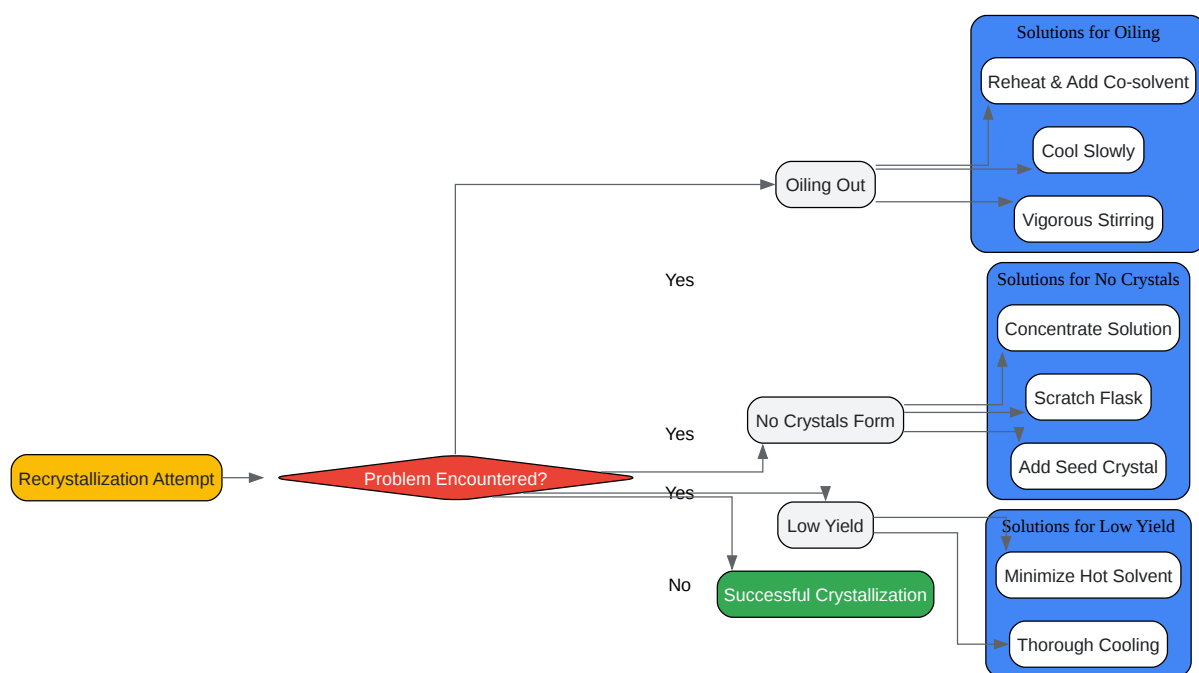 Solutions for Oiling
Reheat & Add Co-solvent
Cool Slowly
Oiling Out
Vigorous Stirring
Yes
Solutions for No Crystals
Concentrate Solution
Scratch Flask
No Crystals Form
Yes
Add Seed Crystal
Recrystallization Attempt
Problem Encountered?
Yes
Low Yield
Solutions for Low Yield
Minimize Hot Solvent
No
Successful Crystallization
Thorough Cooling